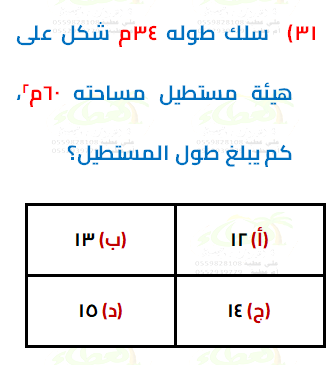 ٣١) سلك طوله ٣٤م شكل على
هيئة مستطيل مساحته ٦٠م٢،
كم يبلغ طول المستطيل؟
(أ) ١٢
(ب) ١٣
(ج) ١٤
(د) ١٥